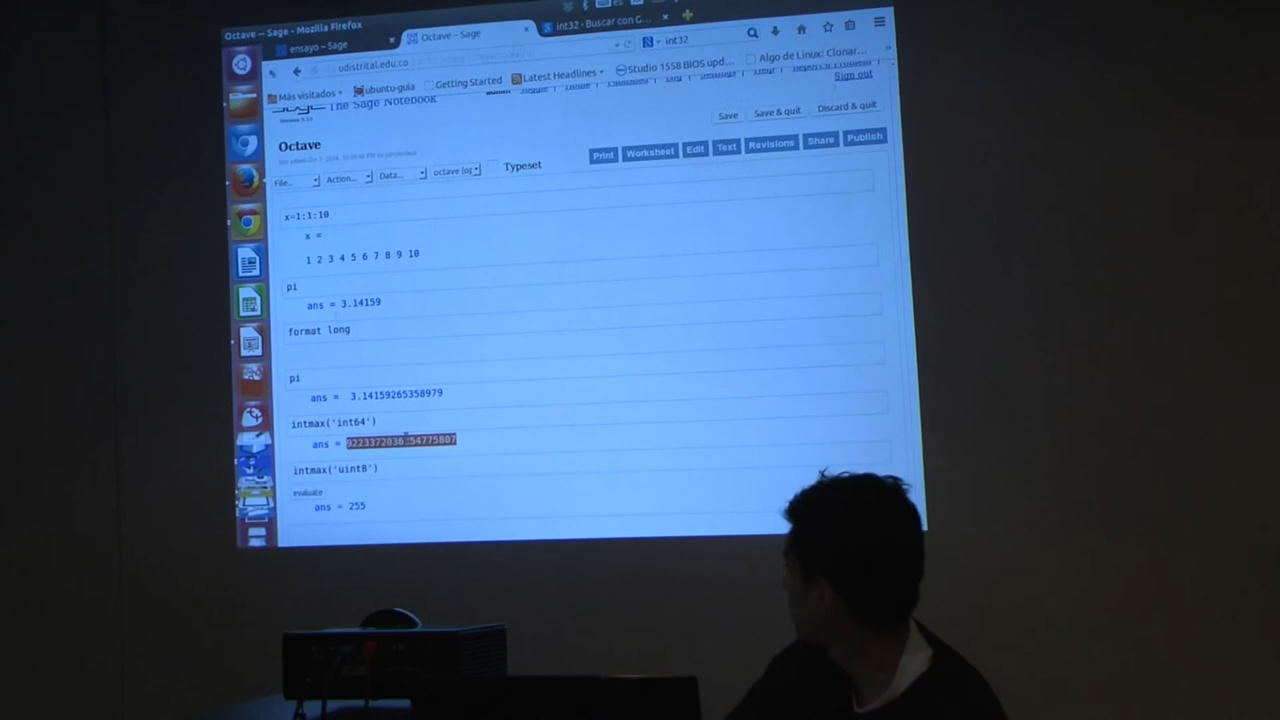 Octave – Sage - Mozilla Firefox
ensayo – Sage
Octave – Sage
int32 - Buscar con G...
udistrital.edu.co
int32
Más visitados
ubuntu-guia
Getting Started
Latest Headlines
Studio 1558 BIOS upd...
Algo de Linux: Clonar...
The Sage Notebook
Sign out
Save
Save & quit
Discard & quit
Octave
Print
Worksheet
Edit
Text
Revisions
Share
Publish
File...
Action...
Data...
octave (o
Typeset
x=1:1:10
x =
1 2 3 4 5 6 7 8 9 10
pi
ans = 3.14159
format long
pi
ans = 3.14159265358979
intmax('int64')
ans =
intmax('uint8')
evaluate
ans = 255